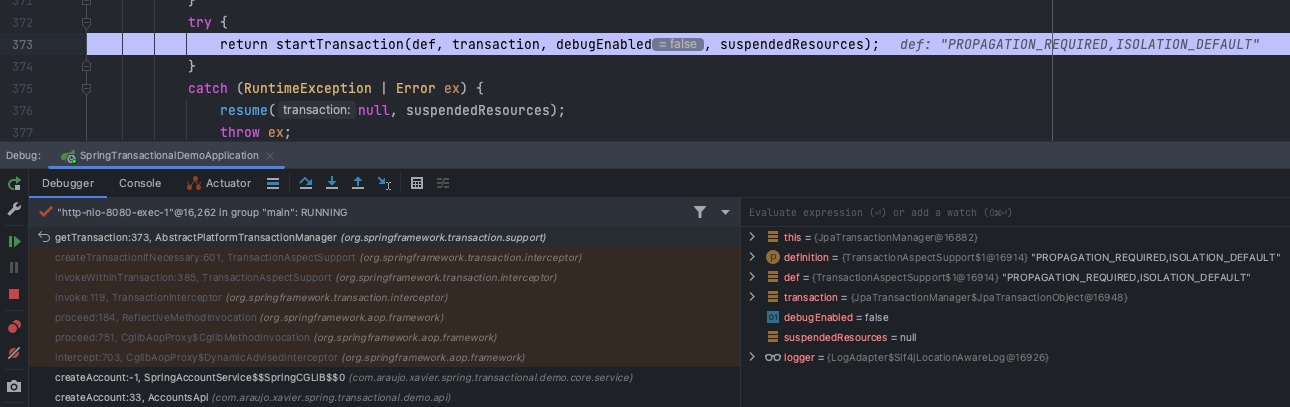 371 }
372 try {
373 return startTransaction(def, transaction, debugEnabled = false , suspendedResources); def: "PROPAGATION_REQUIRED,ISOLATION_DEFAULT"
374 }
375 catch (RuntimeException | Error ex) {
376 resume( transaction: null, suspendedResources);
377 throw ex;
Debug: SpringTransactionalDemoApplication ×
Debugger Console Actuator
"http-nio-8080-exec-1"@16,262 in group "main": RUNNING
Evaluate expression (⏎) or add a watch (⇧⌘⏎)
getTransaction:373, AbstractPlatformTransactionManager (org.springframework.transaction.support)
createTransactionIfNecessary:601, TransactionAspectSupport (org.springframework.transaction.interceptor)
invokeWithinTransaction:385, TransactionAspectSupport (org.springframework.transaction.interceptor)
invoke:119, TransactionInterceptor (org.springframework.transaction.interceptor)
proceed:184, ReflectiveMethodInvocation (org.springframework.aop.framework)
proceed:751, CglibAopProxy$CglibMethodInvocation (org.springframework.aop.framework)
intercept:703, CglibAopProxy$DynamicAdvisedInterceptor (org.springframework.aop.framework)
createAccount:-1, SpringAccountService$$SpringCGLIB$$0 (com.araujo.xavier.spring.transactional.demo.core.service)
createAccount:33, AccountsApi (com.araujo.xavier.spring.transactional.demo.api)
this = {JpaTransactionManager@16882}
definition = {TransactionAspectSupport$1@16914} "PROPAGATION_REQUIRED,ISOLATION_DEFAULT"
def = {TransactionAspectSupport$1@16914} "PROPAGATION_REQUIRED,ISOLATION_DEFAULT"
transaction = {JpaTransactionManager$JpaTransactionObject@16948}
debugEnabled = false
suspendedResources = null
logger = {LogAdapter$Slf4jLocationAwareLog@16926}